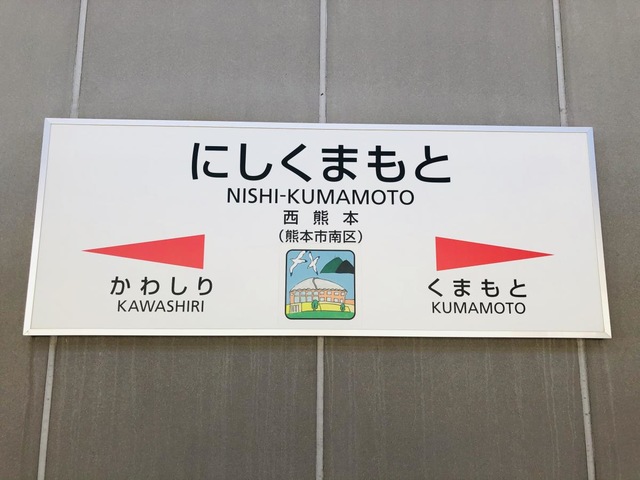 にしくまもと
NISHI-KUMAMOTO
西熊本
(熊本市南区)
かわしり
KAWASHIRI
くまもと
KUMAMOTO